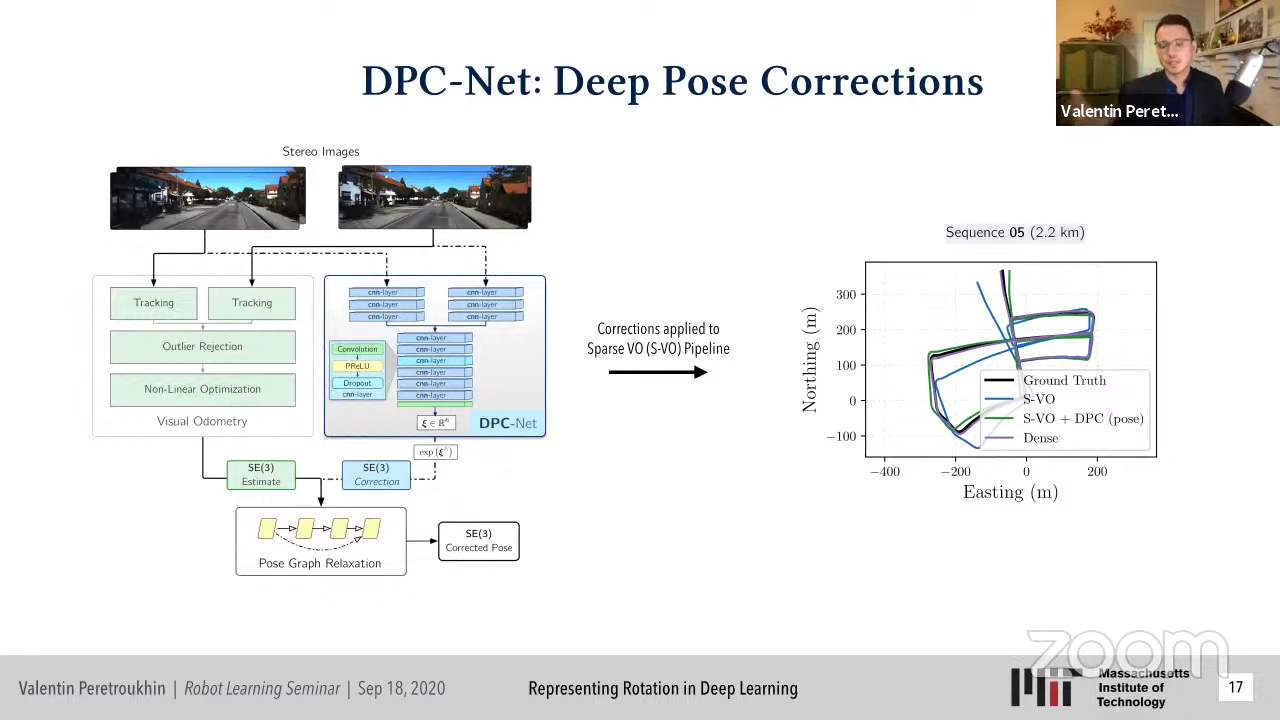 DPC-Net: Deep Pose Corrections
Valentin Peret...
Stereo Images
Tracking
Tracking
Outlier Rejection
Non-Linear Optimization
Visual Odometry
cnn-layer
cnn-layer
cnn-layer
cnn-layer
cnn-layer
cnn-layer
cnn-layer
cnn-layer
cnn-layer
cnn-layer
cnn-layer
cnn-layer
Convolution
PReLU
Dropout
cnn-layer
ξ ∈ ℝ⁶
DPC-Net
exp (ξ^)
SE(3)
Estimate
SE(3)
Correction
Pose Graph Relaxation
SE(3)
Corrected Pose
Corrections applied to
Sparse VO (S-VO) Pipeline
Sequence 05 (2.2 km)
Northing (m)
300
200
100
0
−100
Ground Truth
S-VO
S-VO + DPC (pose)
Dense
−400 −200 0 200
Easting (m)
zoom
Valentin Peretroukhin | Robot Learning Seminar | Sep 18, 2020
Representing Rotation in Deep Learning
Massachusetts
Institute of
Technology
17